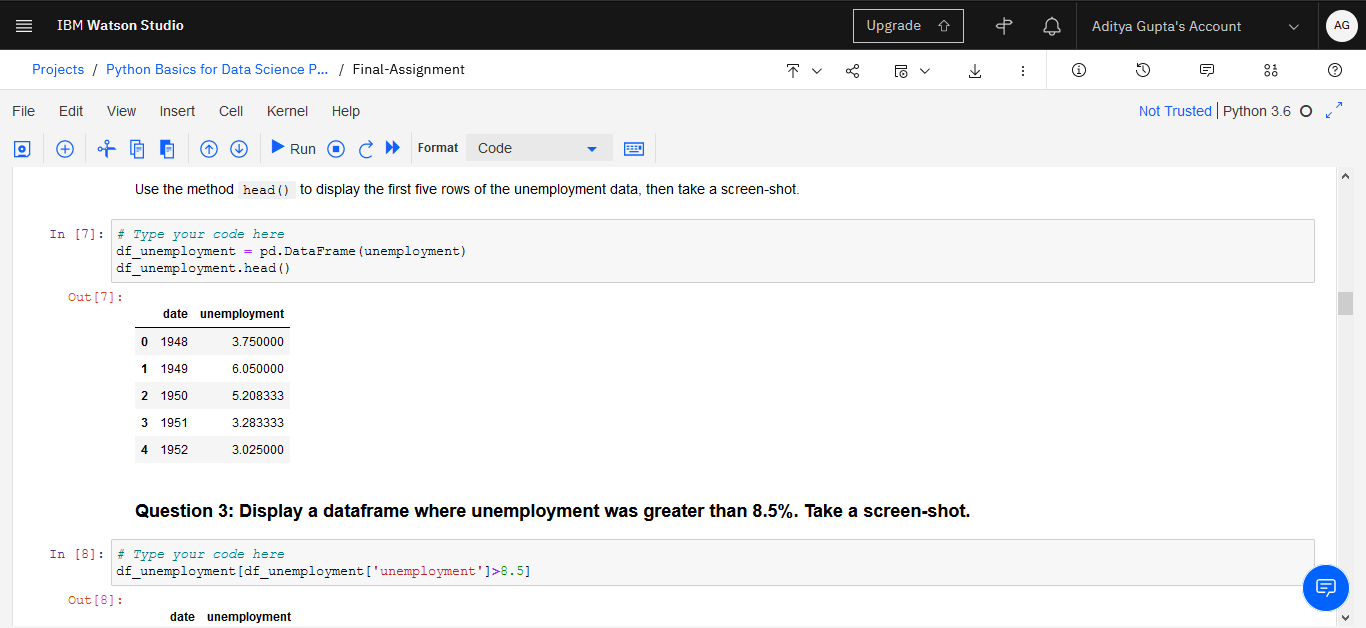 IBM Watson Studio Upgrade Aditya Gupta's Account AG
Projects / Python Basics for Data Science P... / Final-Assignment
File Edit View Insert Cell Kernel Help Not Trusted Python 3.6
Run Format Code
Use the method head() to display the first five rows of the unemployment data, then take a screen-shot.
In [7]: # Type your code here
df_unemployment = pd.DataFrame(unemployment)
df_unemployment.head()
Out[7]:
date unemployment
0 1948 3.750000
1 1949 6.050000
2 1950 5.208333
3 1951 3.283333
4 1952 3.025000
Question 3: Display a dataframe where unemployment was greater than 8.5%. Take a screen-shot.
In [8]: # Type your code here
df_unemployment[df_unemployment['unemployment']>8.5]
Out[8]:
date unemployment